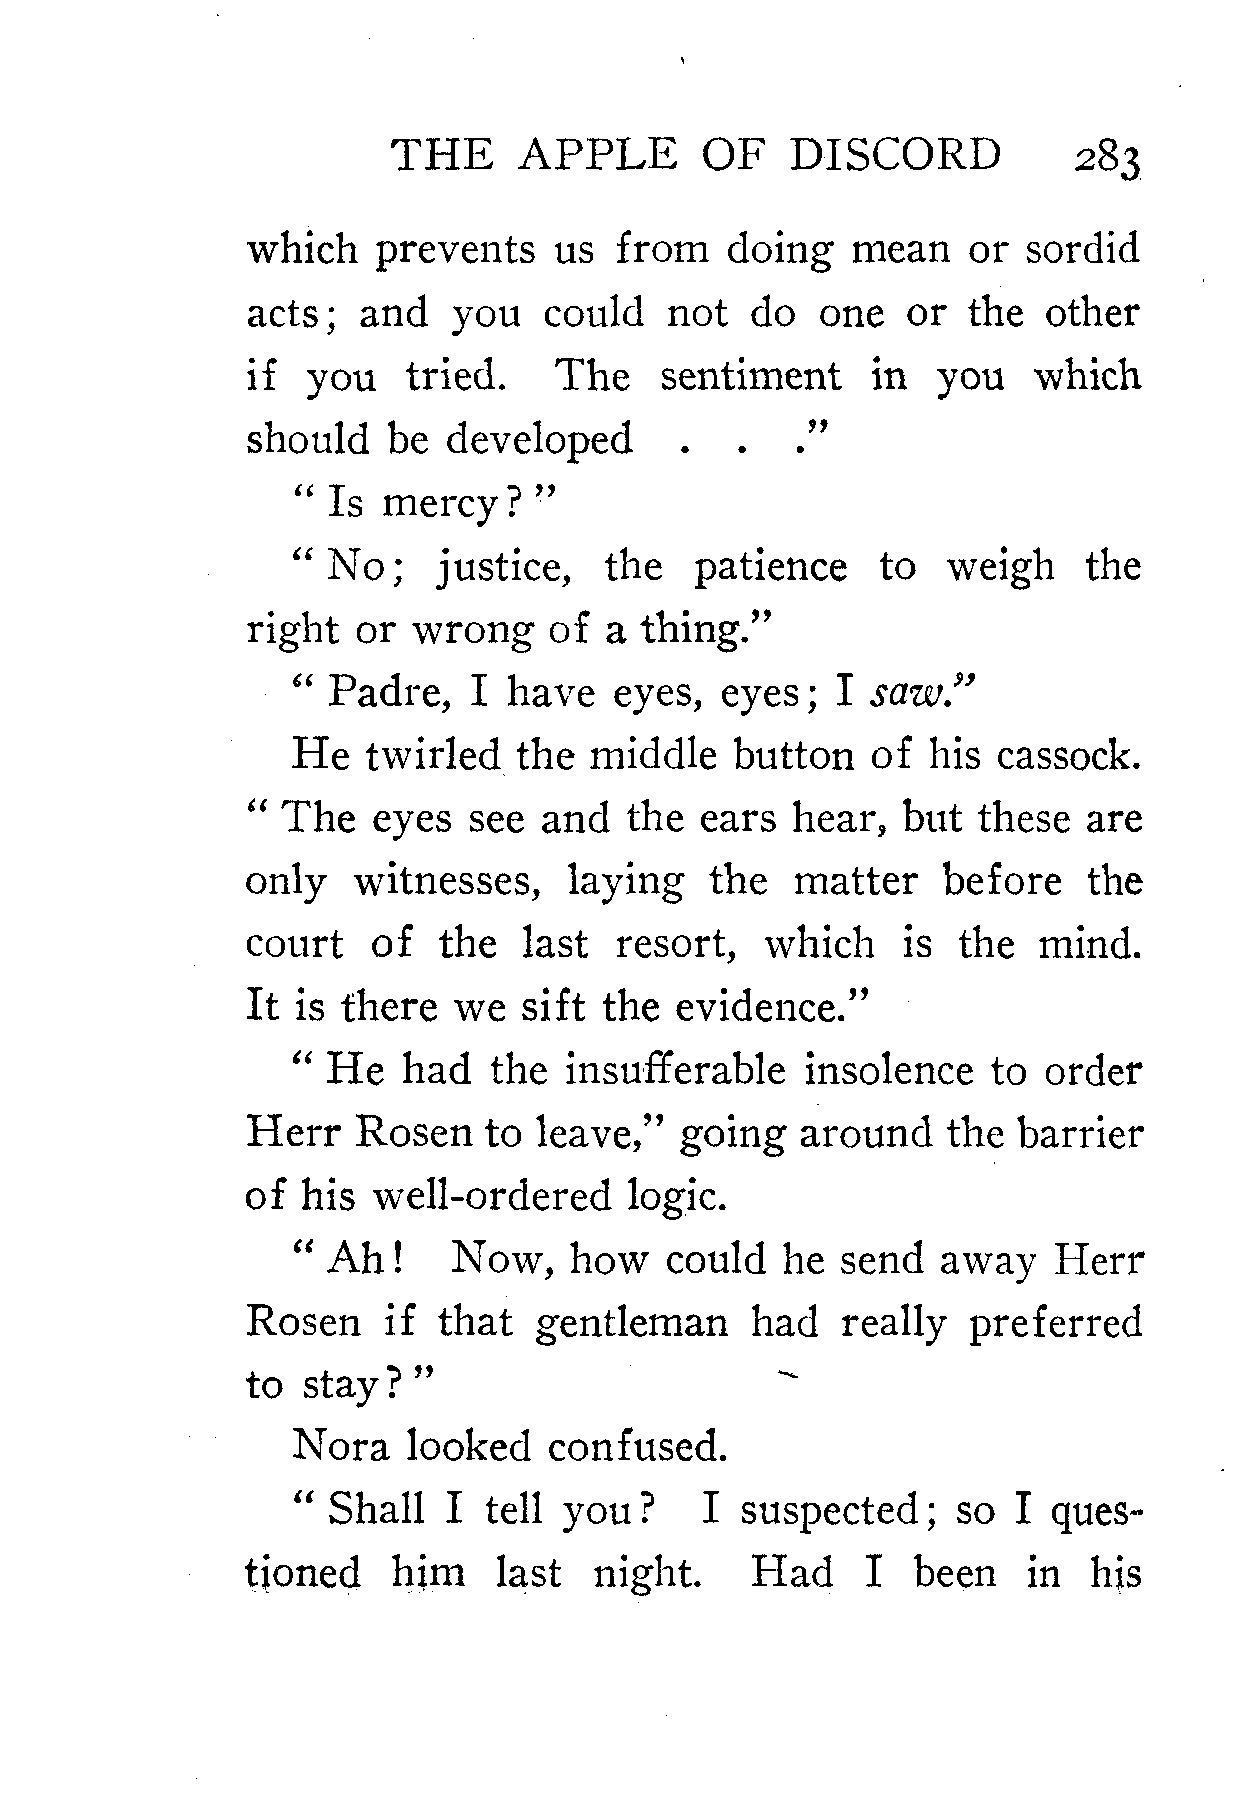 THE APPLE OF DISCORD 283
which prevents us from doing mean or sordid
acts; and you could not do one or the other
if you tried. The sentiment in you which
should be developed . . ."
" Is mercy? "
" No; justice, the patience to weigh the
right or wrong of a thing."
" Padre, I have eyes, eyes; I saw."
He twirled the middle button of his cassock.
" The eyes see and the ears hear, but these are
only witnesses, laying the matter before the
court of the last resort, which is the mind.
It is there we sift the evidence."
" He had the insufferable insolence to order
Herr Rosen to leave," going around the barrier
of his well-ordered logic.
" Ah! Now, how could he send away Herr
Rosen if that gentleman had really preferred
to stay? "
Nora looked confused.
" Shall I tell you? I suspected; so I ques-
tioned him last night. Had I been in his